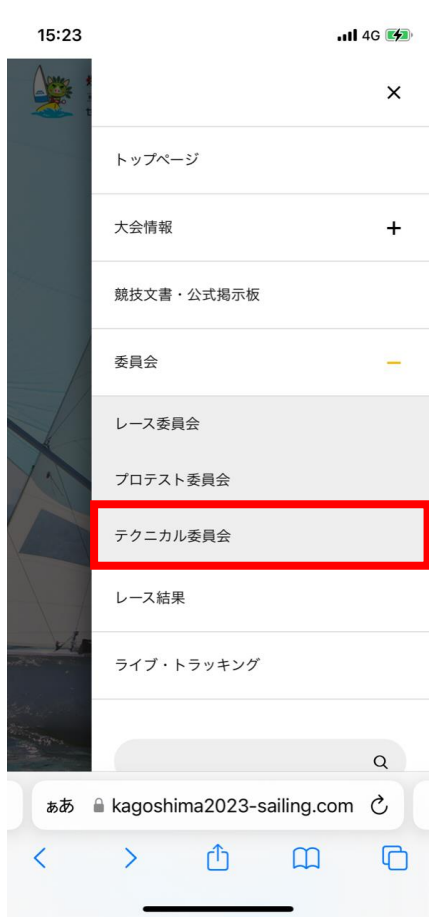 15:23
4G
トップページ
大会情報
競技文書・公式掲示板
委員会
レース委員会
プロテスト委員会
テクニカル委員会
レース結果
ライブ・トラッキング
ぁあ
kagoshima2023-sailing.com